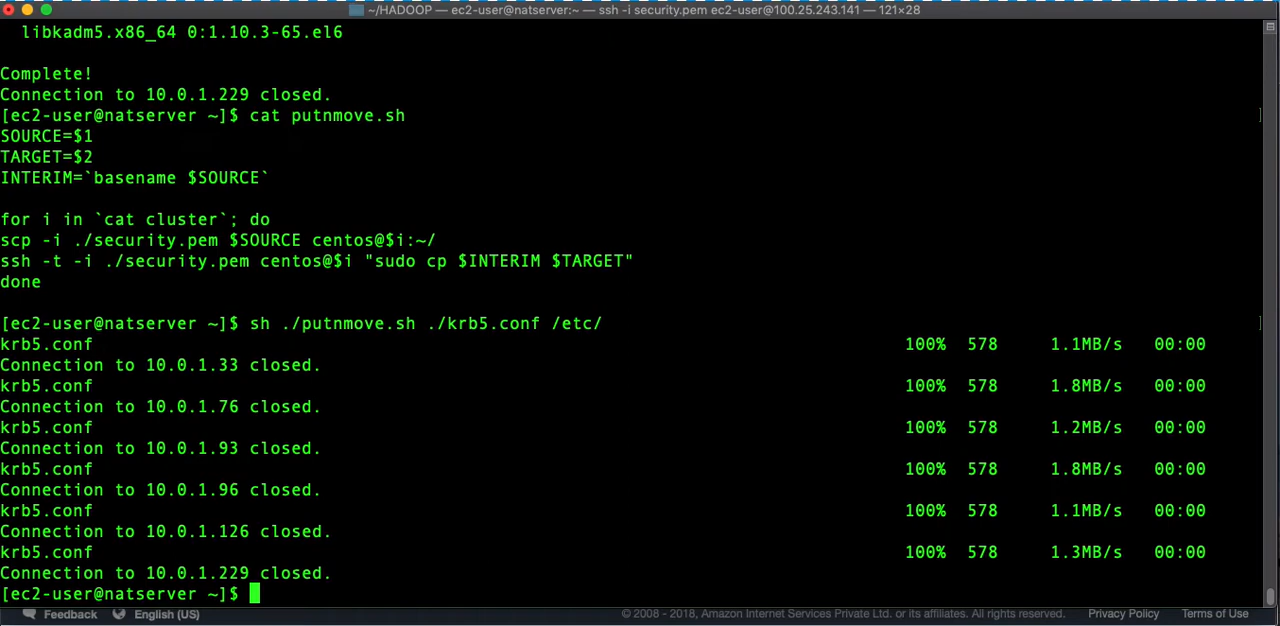 ~/HADOOP — ec2-user@natserver:~ — ssh -i security.pem ec2-user@100.25.243.141 — 121×28
libkadm5.x86_64 0:1.10.3-65.el6
Complete!
Connection to 10.0.1.229 closed.
[ec2-user@natserver ~]$ cat putnmove.sh
SOURCE=$1
TARGET=$2
INTERIM=`basename $SOURCE`
for i in `cat cluster`; do
scp -i ./security.pem $SOURCE centos@$i:~/
ssh -t -i ./security.pem centos@$i "sudo cp $INTERIM $TARGET"
done
[ec2-user@natserver ~]$ sh ./putnmove.sh ./krb5.conf /etc/
krb5.conf 100% 578 1.1MB/s 00:00
Connection to 10.0.1.33 closed.
krb5.conf 100% 578 1.8MB/s 00:00
Connection to 10.0.1.76 closed.
krb5.conf 100% 578 1.2MB/s 00:00
Connection to 10.0.1.93 closed.
krb5.conf 100% 578 1.8MB/s 00:00
Connection to 10.0.1.96 closed.
krb5.conf 100% 578 1.1MB/s 00:00
Connection to 10.0.1.126 closed.
krb5.conf 100% 578 1.3MB/s 00:00
Connection to 10.0.1.229 closed.
[ec2-user@natserver ~]$
Feedback English (US) © 2008 - 2018, Amazon Internet Services Private Ltd. or its affiliates. All rights reserved. Privacy Policy Terms of Use